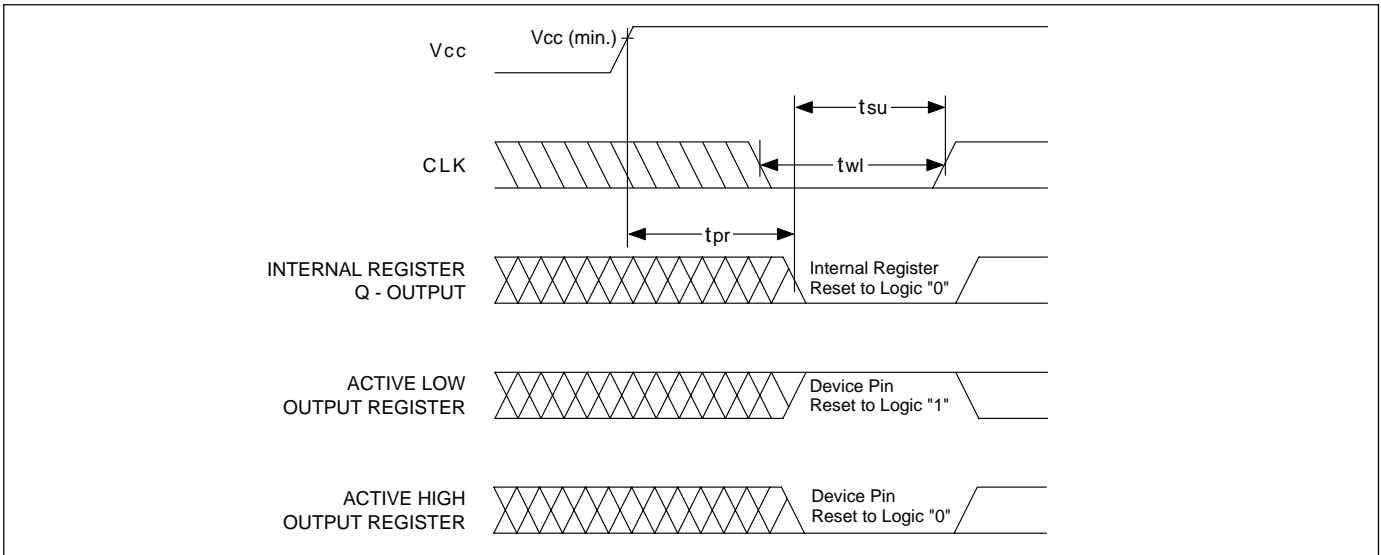 Vcc
Vcc (min.)
tsu
CLK
twl
tpr
INTERNAL REGISTER
Q - OUTPUT
Internal Register
Reset to Logic "0"
ACTIVE LOW
OUTPUT REGISTER
Device Pin
Reset to Logic "1"
ACTIVE HIGH
OUTPUT REGISTER
Device Pin
Reset to Logic "0"